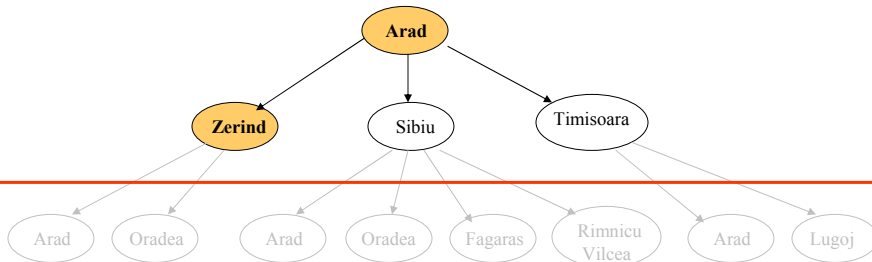 Arad
Zerind
Sibiu
Timisoara
Arad
Oradea
Arad
Oradea
Fagaras
Rimnicu
Vilcea
Arad
Lugoj